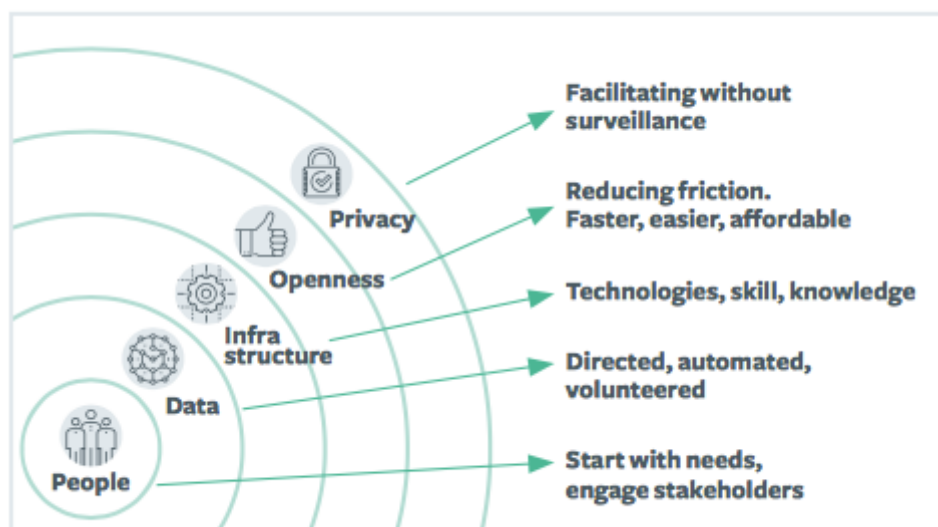 Facilitating without
surveillance
Privacy
Reducing friction.
Faster, easier, affordable
Openness
Technologies, skill, knowledge
Infra
structure
Directed, automated,
volunteered
Data
Start with needs,
engage stakeholders
People